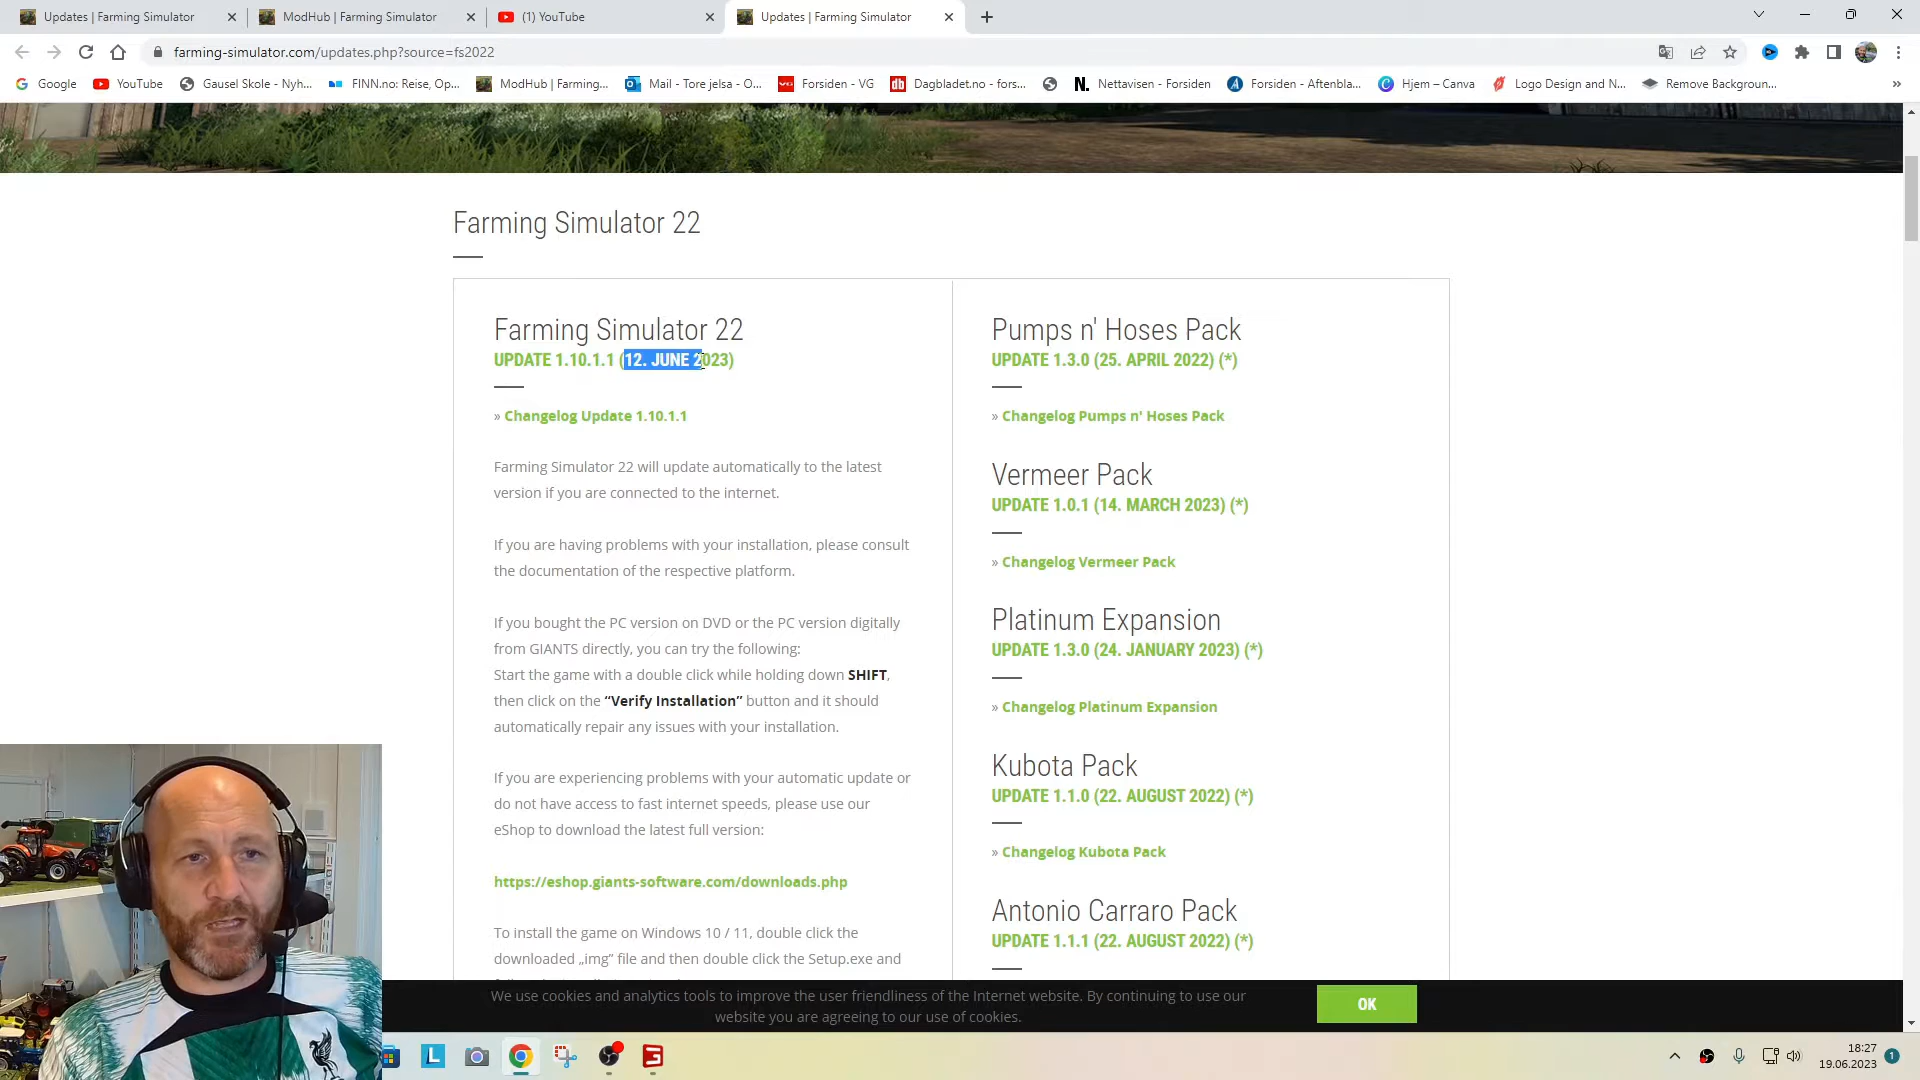 Updates | Farming Simulator
ModHub | Farming Simulator
(1) YouTube
Updates | Farming Simulator
farming-simulator.com/updates.php?source=fs2022
Google
YouTube
Gausel Skole - Nyh...
FINN.no: Reise, Op...
ModHub | Farming...
Mail - Tore jelsa - O...
VG
Forsiden - VG
db
Dagbladet.no - fors...
N.
Nettavisen - Forsiden
A
Forsiden - Aftenbla...
C
Hjem – Canva
Logo Design and N...
Remove Backgroun...
»
Farming Simulator 22
Farming Simulator 22
UPDATE 1.10.1.1 (12. JUNE 2023)
» Changelog Update 1.10.1.1
Farming Simulator 22 will update automatically to the latest
version if you are connected to the internet.
If you are having problems with your installation, please consult
the documentation of the respective platform.
If you bought the PC version on DVD or the PC version digitally
from GIANTS directly, you can try the following:
Start the game with a double click while holding down SHIFT,
then click on the “Verify Installation” button and it should
automatically repair any issues with your installation.
If you are experiencing problems with your automatic update or
do not have access to fast internet speeds, please use our
eShop to download the latest full version:
https://eshop.giants-software.com/downloads.php
To install the game on Windows 10 / 11, double click the
downloaded „img” file and then double click the Setup.exe and
Pumps n' Hoses Pack
UPDATE 1.3.0 (25. APRIL 2022) (*)
» Changelog Pumps n' Hoses Pack
Vermeer Pack
UPDATE 1.0.1 (14. MARCH 2023) (*)
» Changelog Vermeer Pack
Platinum Expansion
UPDATE 1.3.0 (24. JANUARY 2023) (*)
» Changelog Platinum Expansion
Kubota Pack
UPDATE 1.1.0 (22. AUGUST 2022) (*)
» Changelog Kubota Pack
Antonio Carraro Pack
UPDATE 1.1.1 (22. AUGUST 2022) (*)
We use cookies and analytics tools to improve the user friendliness of the Internet website. By continuing to use our
website you are agreeing to our use of cookies.
OK
L
18:27
19.06.2023
1